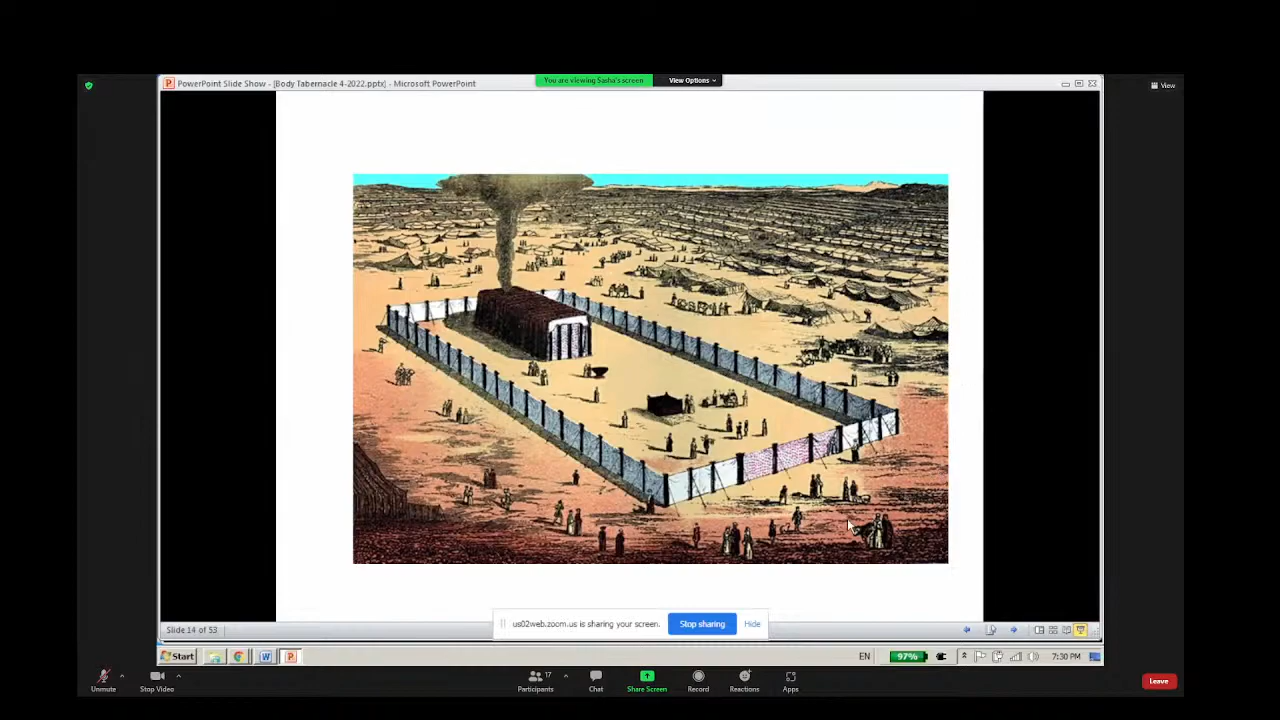 PowerPoint Slide Show - [Body Tabernacle 4-2022.pptx] - Microsoft PowerPoint
You are viewing Sasha's screen
View Options
View
us02web.zoom.us is sharing your screen.
Stop sharing
Hide
Slide 14 of 53
Start
EN
97%
7:30 PM
Unmute
Stop Video
17
Participants
Chat
Share Screen
Record
Reactions
Apps
Leave